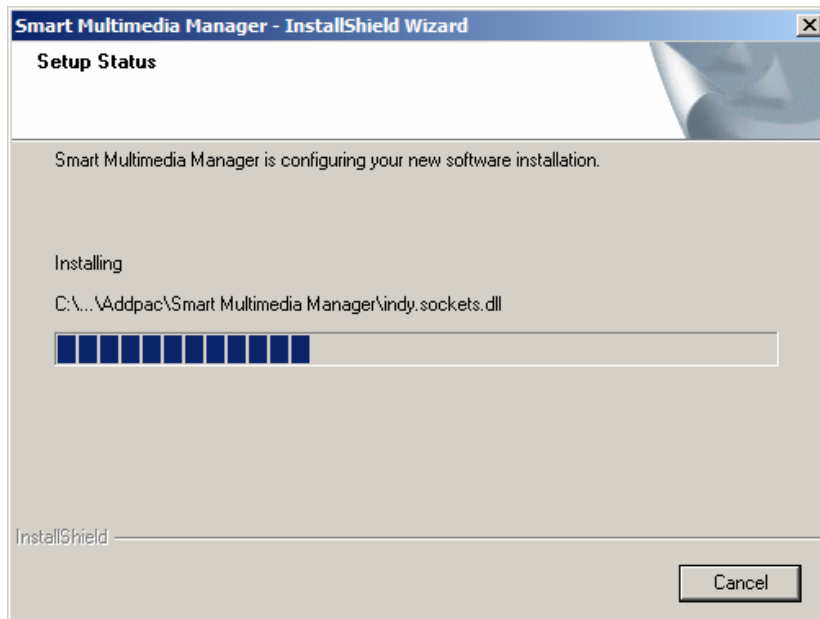 Smart Multimedia Manager - InstallShield Wizard
Setup Status
Smart Multimedia Manager is configuring your new software installation.
Installing
C:\...\Addpac\Smart Multimedia Manager\indy.sockets.dll
InstallShield
Cancel